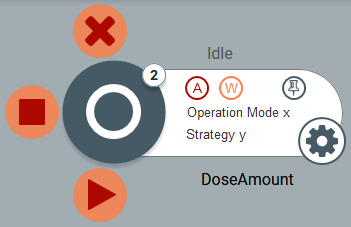 Idle
2
A W
Operation Mode x
Strategy y
DoseAmount